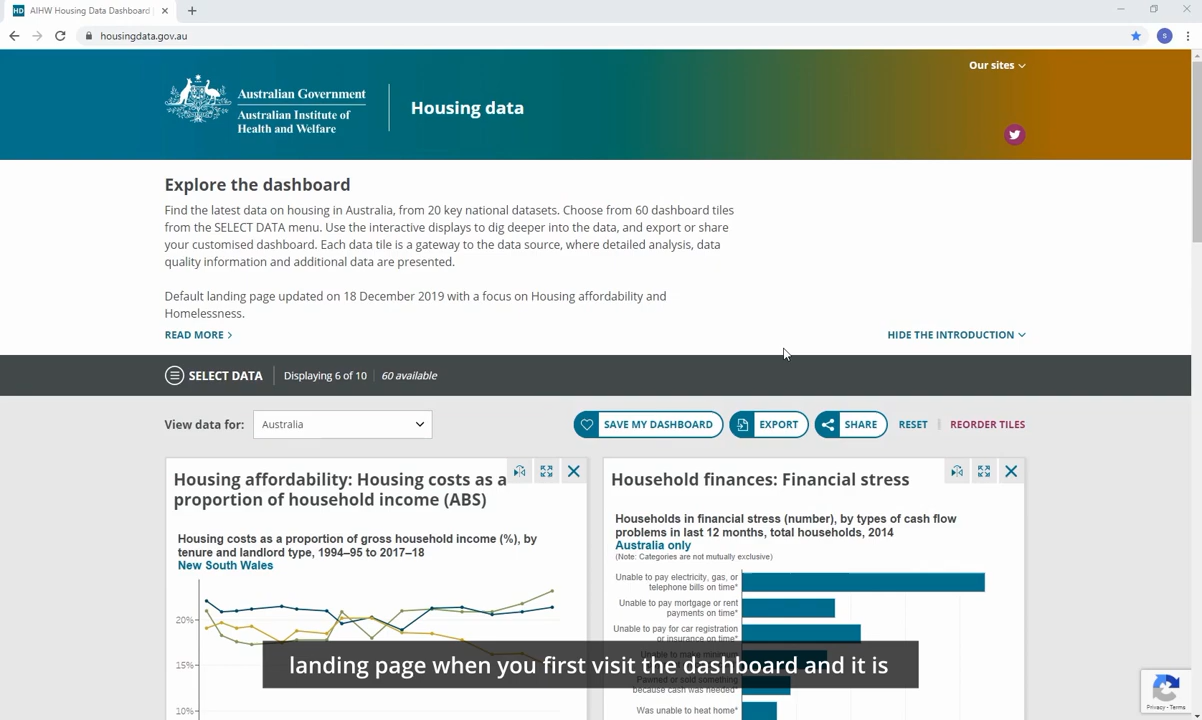 AIHW Housing Data Dashboard
housingdata.gov.au
Our sites
Australian Government
Australian Institute of
Health and Welfare
Housing data
Explore the dashboard
Find the latest data on housing in Australia, from 20 key national datasets. Choose from 60 dashboard tiles
from the SELECT DATA menu. Use the interactive displays to dig deeper into the data, and export or share
your customised dashboard. Each data tile is a gateway to the data source, where detailed analysis, data
quality information and additional data are presented.
Default landing page updated on 18 December 2019 with a focus on Housing affordability and
Homelessness.
READ MORE >
HIDE THE INTRODUCTION
SELECT DATA
Displaying 6 of 10
60 available
View data for:
Australia
SAVE MY DASHBOARD
EXPORT
SHARE
RESET
REORDER TILES
Housing affordability: Housing costs as a
proportion of household income (ABS)
Housing costs as a proportion of gross household income (%), by
tenure and landlord type, 1994–95 to 2017–18
New South Wales
20%
15%
10%
Household finances: Financial stress
Households in financial stress (number), by types of cash flow
problems in last 12 months, total households, 2014
Australia only
(Note: Categories are not mutually exclusive)
Unable to pay electricity, gas, or
telephone bills on time*
Unable to pay mortgage or rent
payments on time*
Unable to pay for car registration
or insurance on time*
Pawned or sold something
because cash was needed*
Was unable to heat home*
landing page when you first visit the dashboard and it is
Privacy - Terms